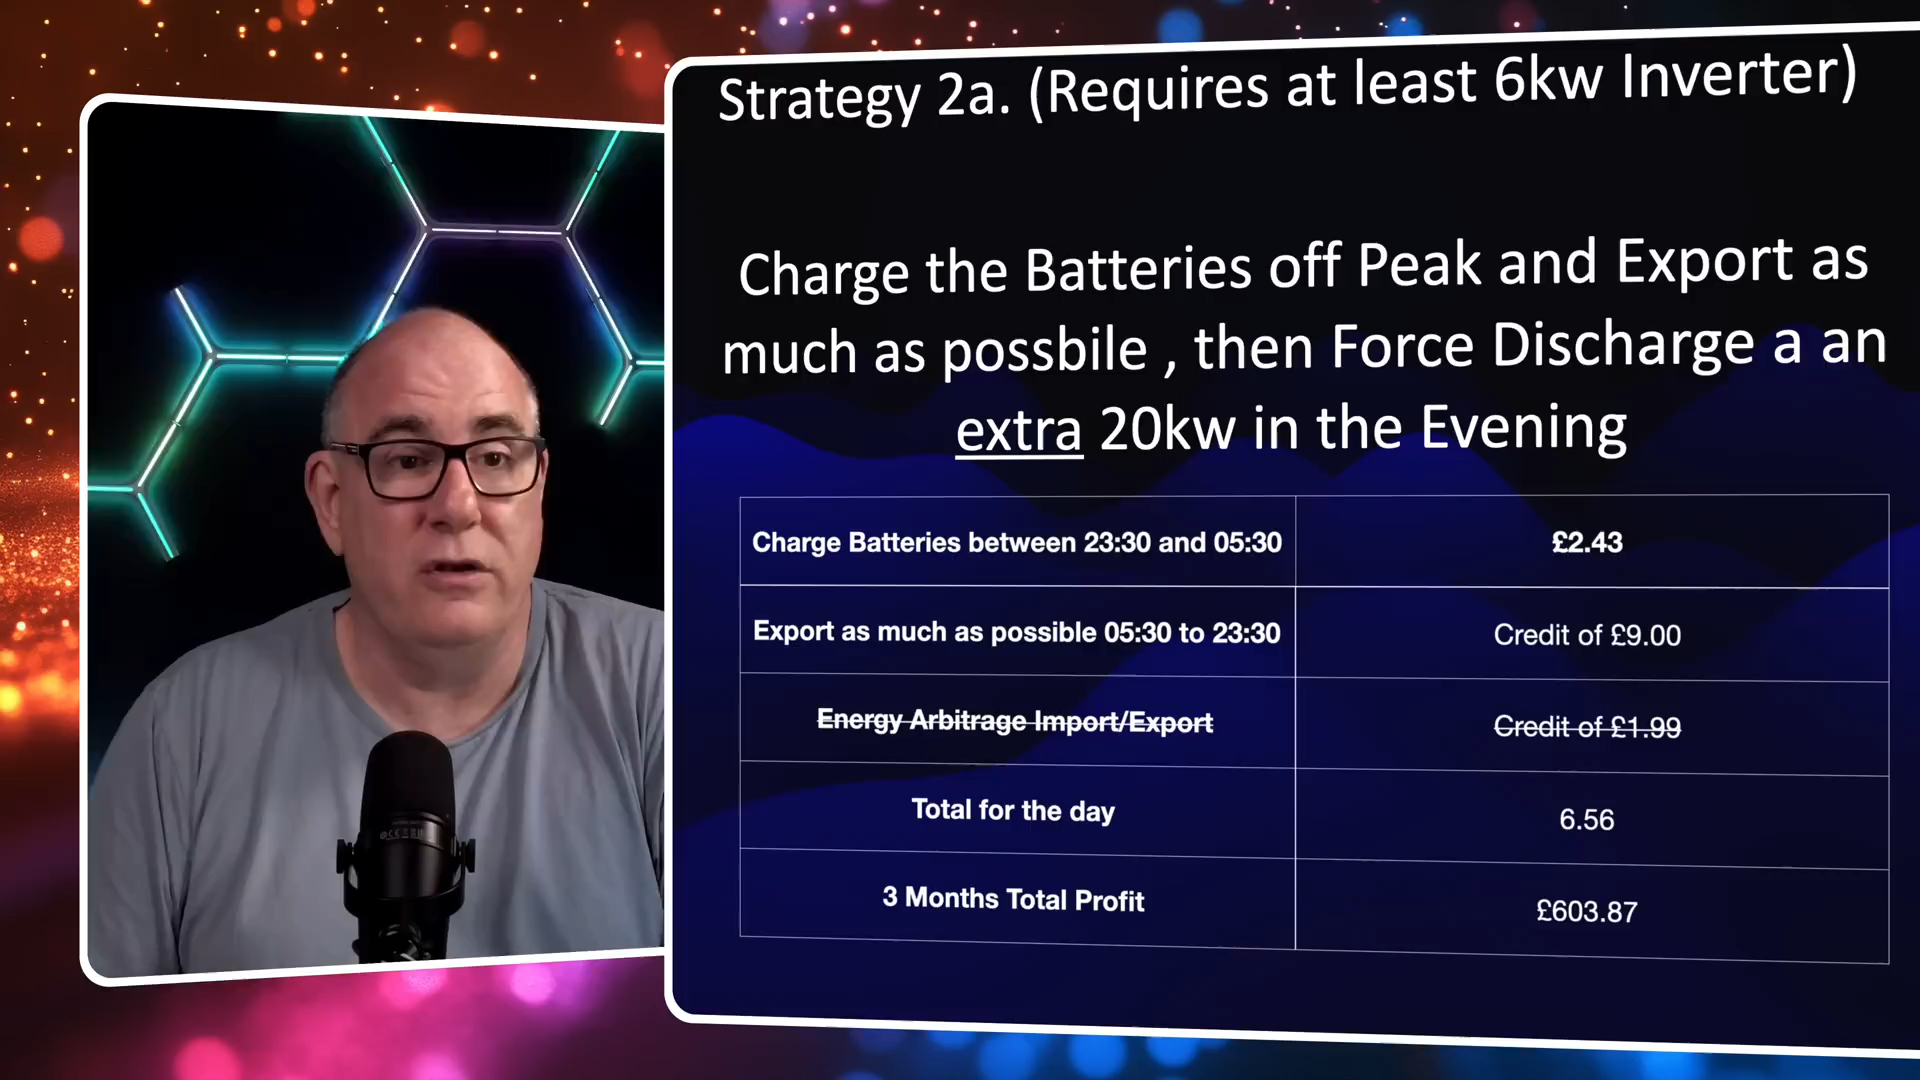 Strategy 2a. (Requires at least 6kw Inverter)
Charge the Batteries off Peak and Export as
much as possbile , then Force Discharge a an
extra 20kw in the Evening
Charge Batteries between 23:30 and 05:30 £2.43
Export as much as possible 05:30 to 23:30 Credit of £9.00
Energy Arbitrage Import/Export Credit of £1.99
Total for the day 6.56
3 Months Total Profit £603.87